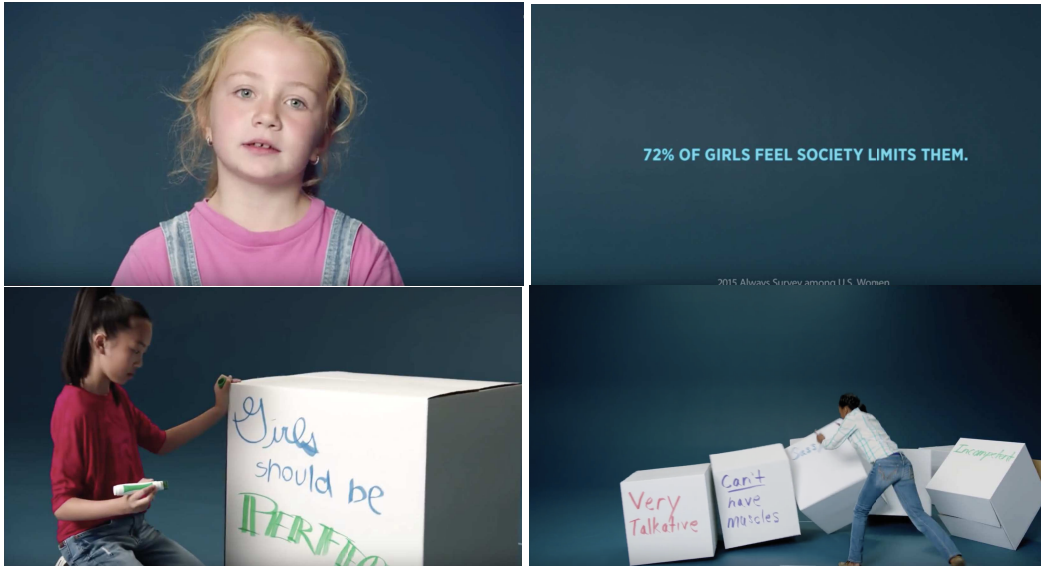 72% OF GIRLS FEEL SOCIETY LIMITS THEM.
2015 Always Survey among U.S. Women
Girls
should be
PERFEC
Very
Talkative
Can't
have
muscles